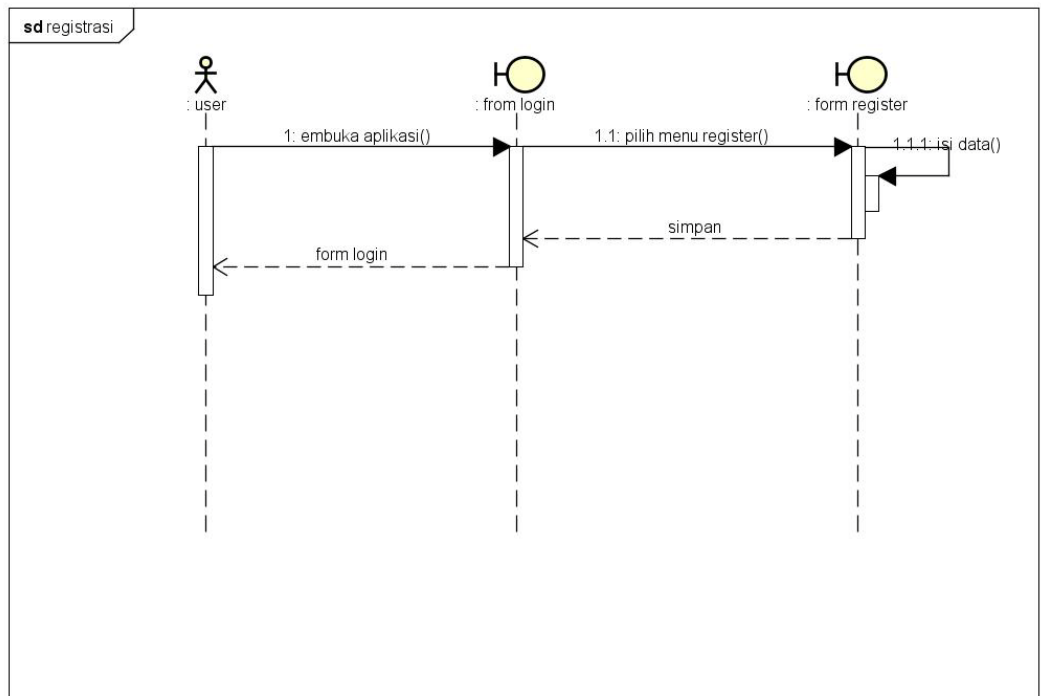 sd registrasi
: user
: from login
: form register
1: embuka aplikasi()
1.1: pilih menu register()
1.1.1: isi data()
simpan
form login